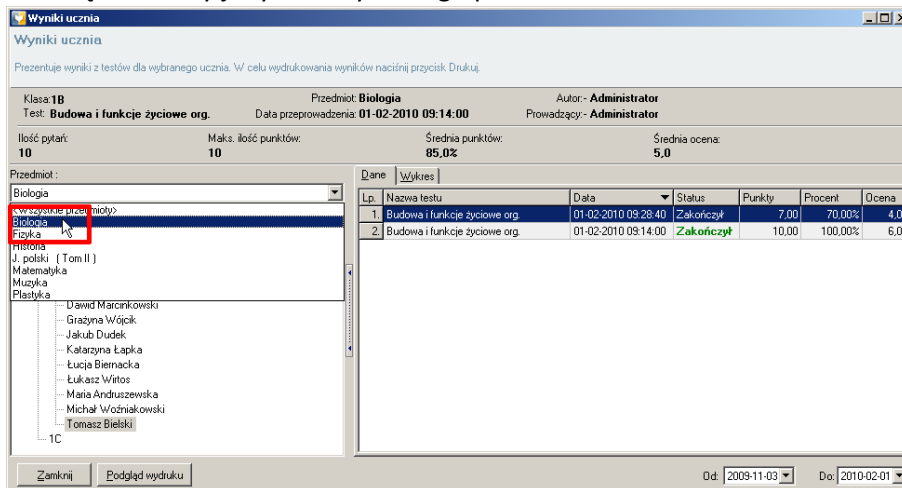 Wyniki ucznia
Wyniki ucznia
Prezentuje wyniki z testów dla wybranego ucznia. W celu wydrukowania wyników naciśnij przycisk Drukuj.
Klasa: 1B Przedmiot: Biologia Autor:- Administrator
Test: Budowa i funkcje życiowe org. Data przeprowadzenia: 01-02-2010 09:14:00 Prowadzący:- Administrator
Ilość pytań: Maks. ilość punktów: Średnia punktów: Średnia ocena:
10 10 85,0% 5,0
Przedmiot : Dane Wykres
Biologia
Lp. Nazwa testu Data Status Punkty Procent Ocena
1. Budowa i funkcje życiowe org. 01-02-2010 09:28:40 Zakończył 7,00 70,00% 4,0
2. Budowa i funkcje życiowe org. 01-02-2010 09:14:00 Zakończył 10,00 100,00% 6,0
<Wszystkie przedmioty>
Biologia
Fizyka
Historia
J. polski ( Tom II )
Matematyka
Muzyka
Plastyka
Dawid Marcinkowski
Grażyna Wójcik
Jakub Dudek
Katarzyna Łapka
Łucja Biernacka
Łukasz Wirtos
Maria Andruszewska
Michał Woźniakowski
Tomasz Bielski
1C
Zamknij Podgląd wydruku Od: 2009-11-03 Do: 2010-02-01